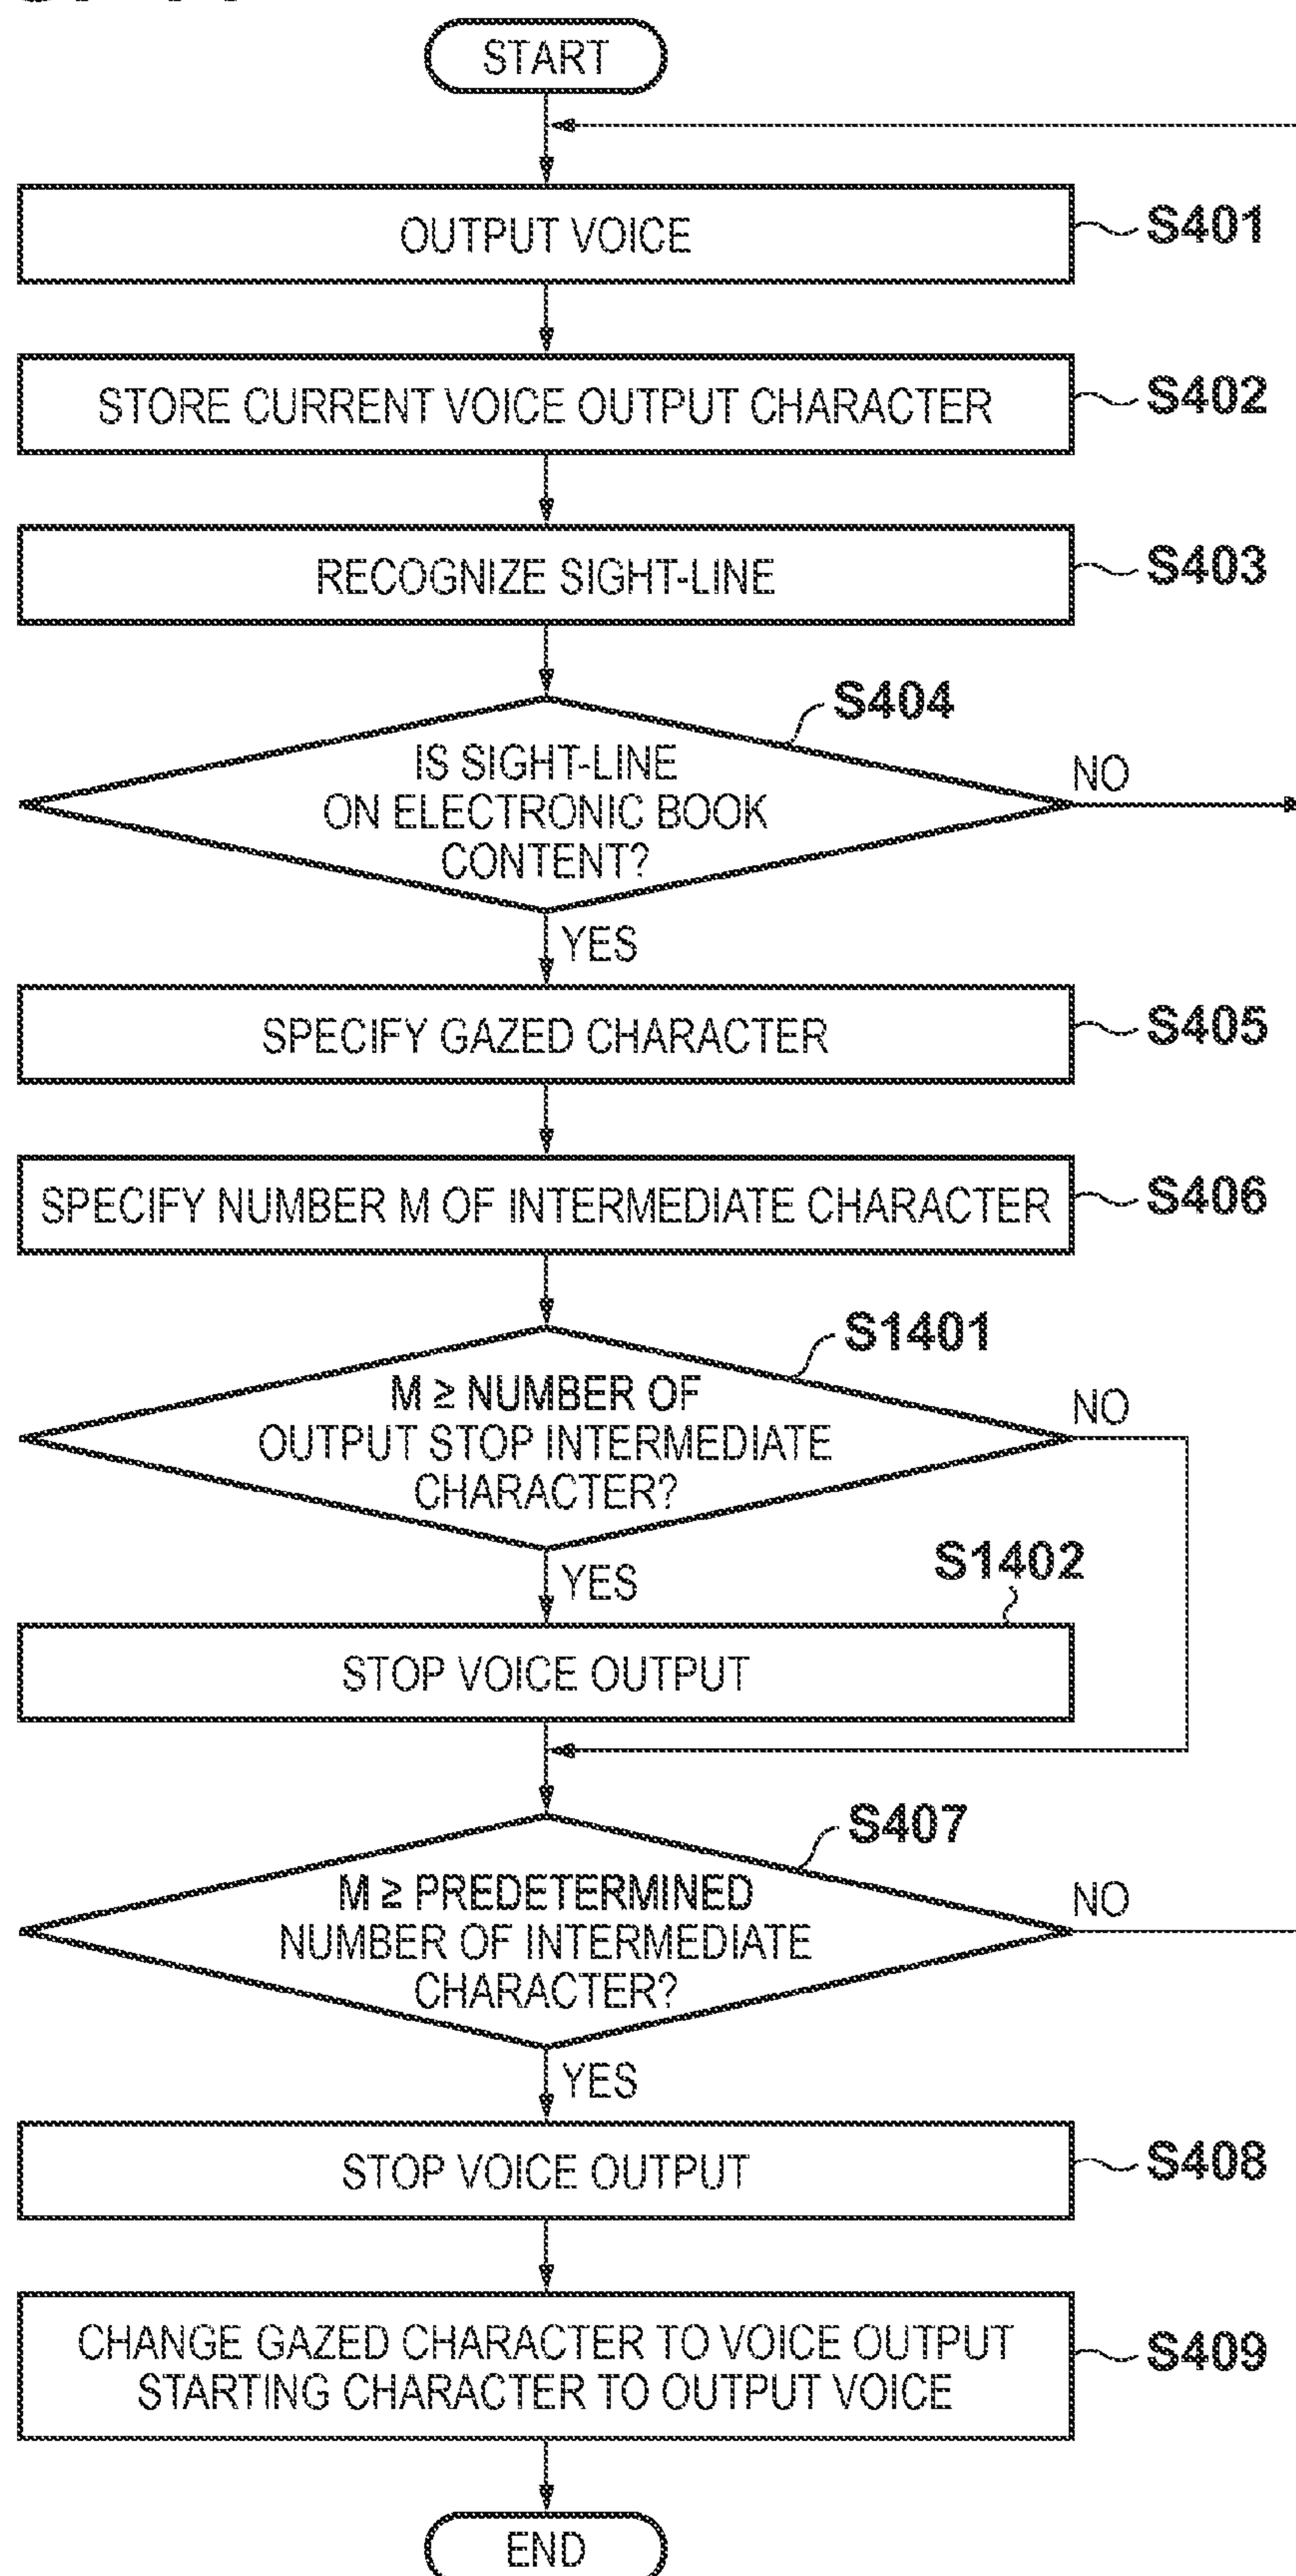 START
OUTPUT VOICE
S401
STORE CURRENT VOICE OUTPUT CHARACTER
S402
RECOGNIZE SIGHT-LINE
S403
S404
IS SIGHT-LINE
ON ELECTRONIC BOOK
CONTENT?
NO
YES
SPECIFY GAZED CHARACTER
S405
SPECIFY NUMBER M OF INTERMEDIATE CHARACTER
S406
S1401
M ≥ NUMBER OF
OUTPUT STOP INTERMEDIATE
CHARACTER?
NO
YES
S1402
STOP VOICE OUTPUT
S407
M ≥ PREDETERMINED
NUMBER OF INTERMEDIATE
CHARACTER?
NO
YES
STOP VOICE OUTPUT
S408
CHANGE GAZED CHARACTER TO VOICE OUTPUT
STARTING CHARACTER TO OUTPUT VOICE
S409
END